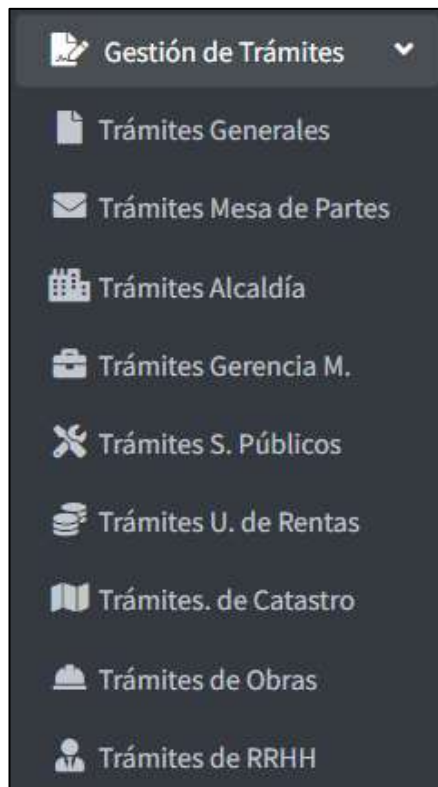 Gestión de Trámites
Trámites Generales
Trámites Mesa de Partes
Trámites Alcaldía
Trámites Gerencia M.
Trámites S. Públicos
Trámites U. de Rentas
Trámites. de Catastro
Trámites de Obras
Trámites de RRHH